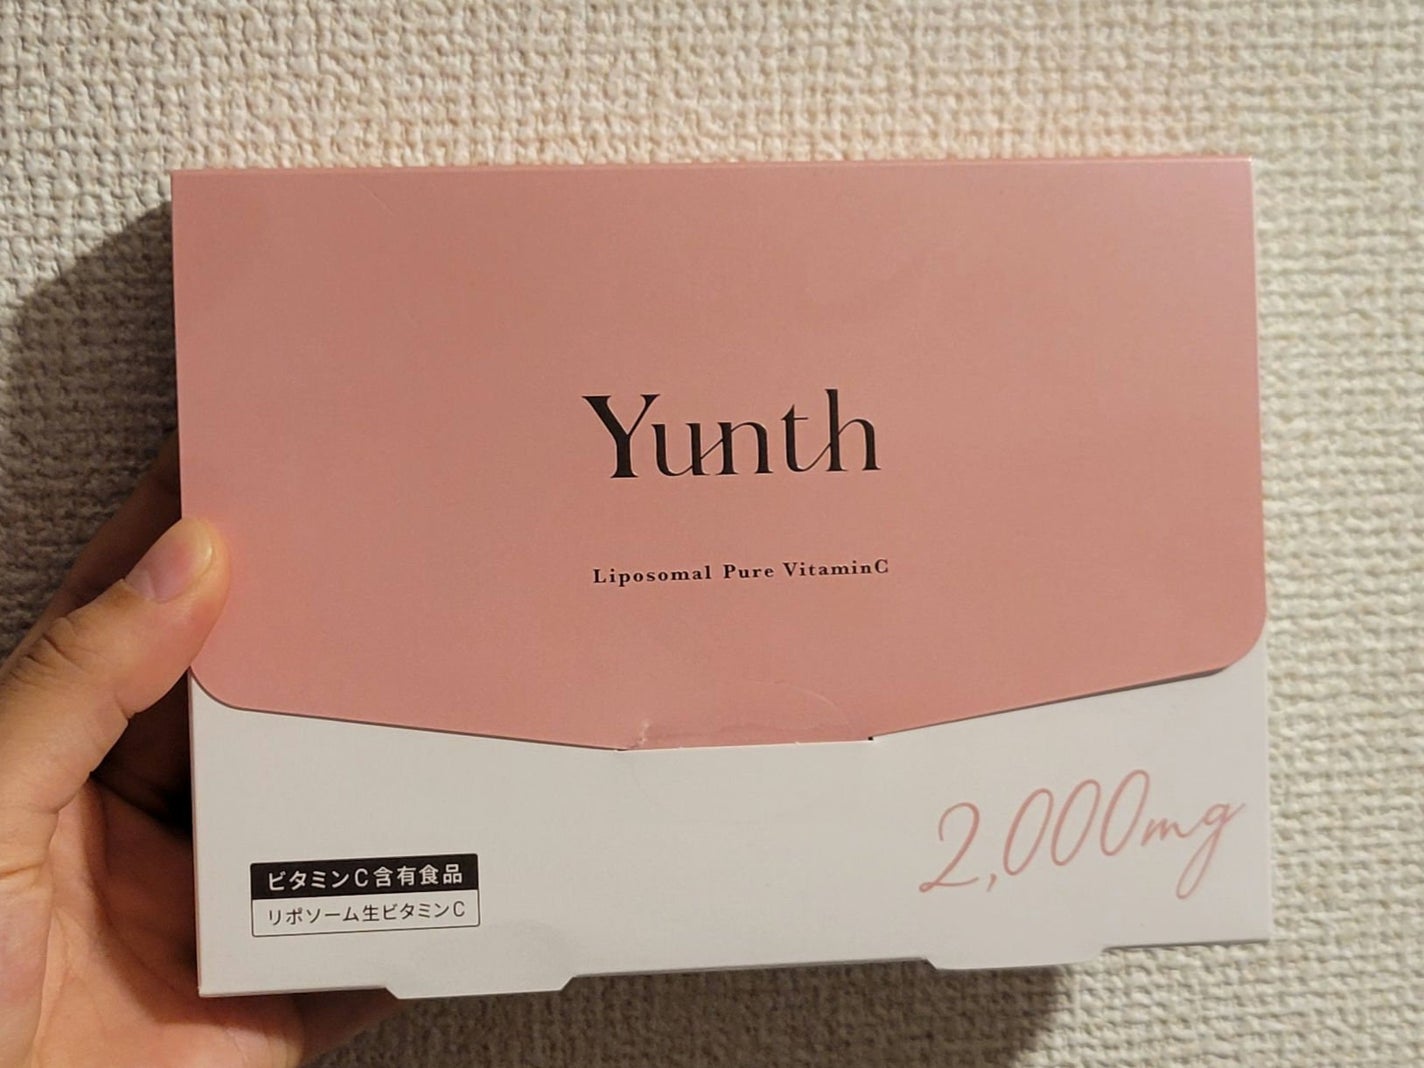 Yunth
Liposomal Pure VitaminC
2,000mg
ビタミンC含有食品
リポソーム生ビタミンC